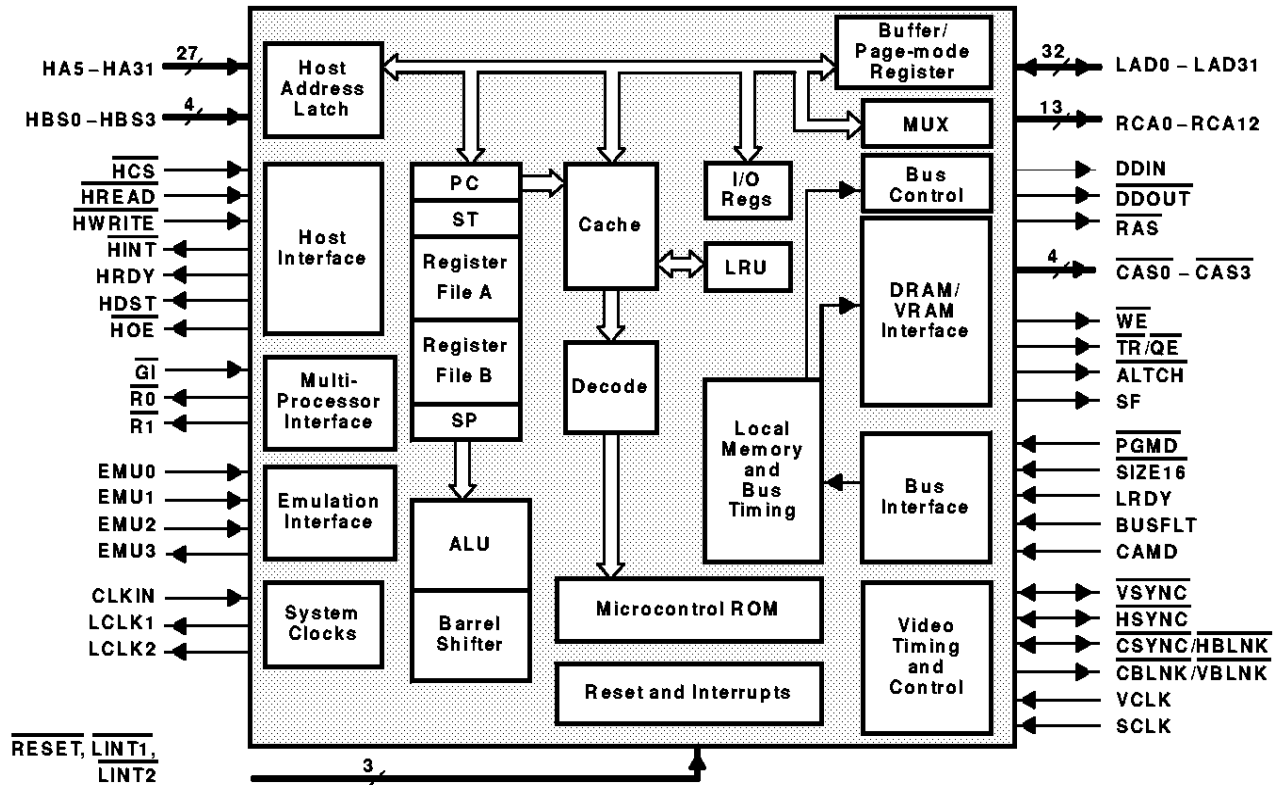 27
HA5–HA31
4
HBS0–HBS3
HCS
HREAD
HWRITE
HINT
HRDY
HDST
HOE
GI
R0
R1
EMU0
EMU1
EMU2
EMU3
CLKIN
LCLK1
LCLK2
RESET, LINT1,
LINT2
3
Host
Address
Latch
Host
Interface
Multi-
Processor
Interface
Emulation
Interface
System
Clocks
PC
ST
Register
File A
Register
File B
SP
ALU
Barrel
Shifter
Cache
Decode
Microcontrol ROM
Reset and Interrupts
I/O
Regs
LRU
Local
Memory
and
Bus
Timing
Buffer/
Page-mode
Register
MUX
Bus
Control
DRAM/
VRAM
Interface
Bus
Interface
Video
Timing
and
Control
32
LAD0–LAD31
13
RCA0–RCA12
DDIN
DDOUT
RAS
4
CAS0–CAS3
WE
TR/QE
ALTCH
SF
PGMD
SIZE16
LRDY
BUSFLT
CAMD
VSYNC
HSYNC
CSYNC/HBLNK
CBLNK/VBLNK
VCLK
SCLK